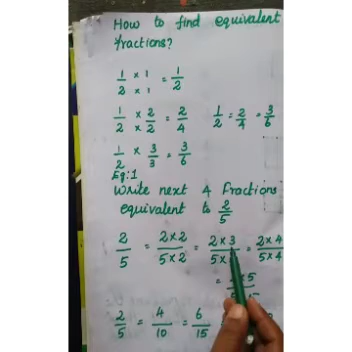 How to find equivalent
fractions?
1/2 × 1 / × 1 = 1/2
1/2 × 2 / × 2 = 2/4   1/2 = 2/4 = 3/6
1/2 × 3/3 = 3/6
Eg:1
Write next 4 fractions
equivalent to 2/5
2/5 = 2×2/5×2 = 2×3/5× = 2×4/5×4
= ×5/
2/5 = 4/10 = 6/15